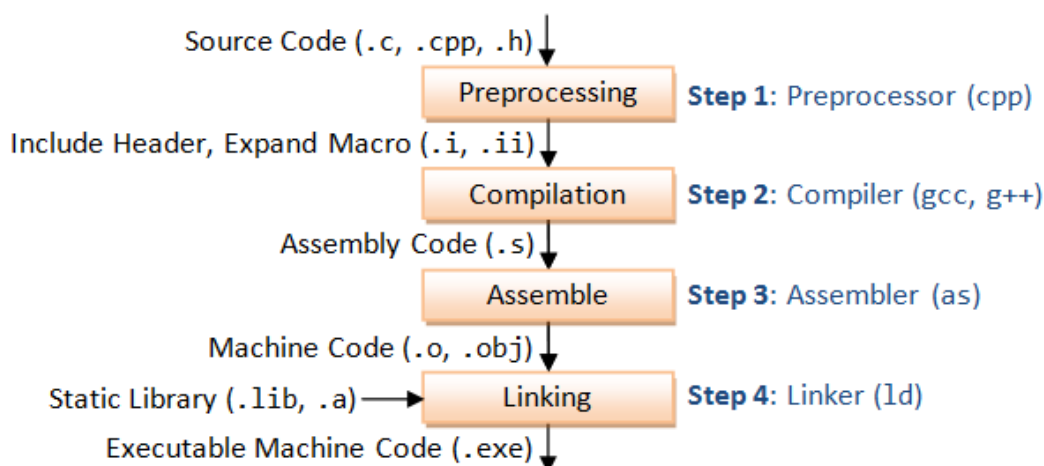 Source Code (.c, .cpp, .h)
Preprocessing
Step 1: Preprocessor (cpp)
Include Header, Expand Macro (.i, .ii)
Compilation
Step 2: Compiler (gcc, g++)
Assembly Code (.s)
Assemble
Step 3: Assembler (as)
Machine Code (.o, .obj)
Static Library (.lib, .a)
Linking
Step 4: Linker (ld)
Executable Machine Code (.exe)